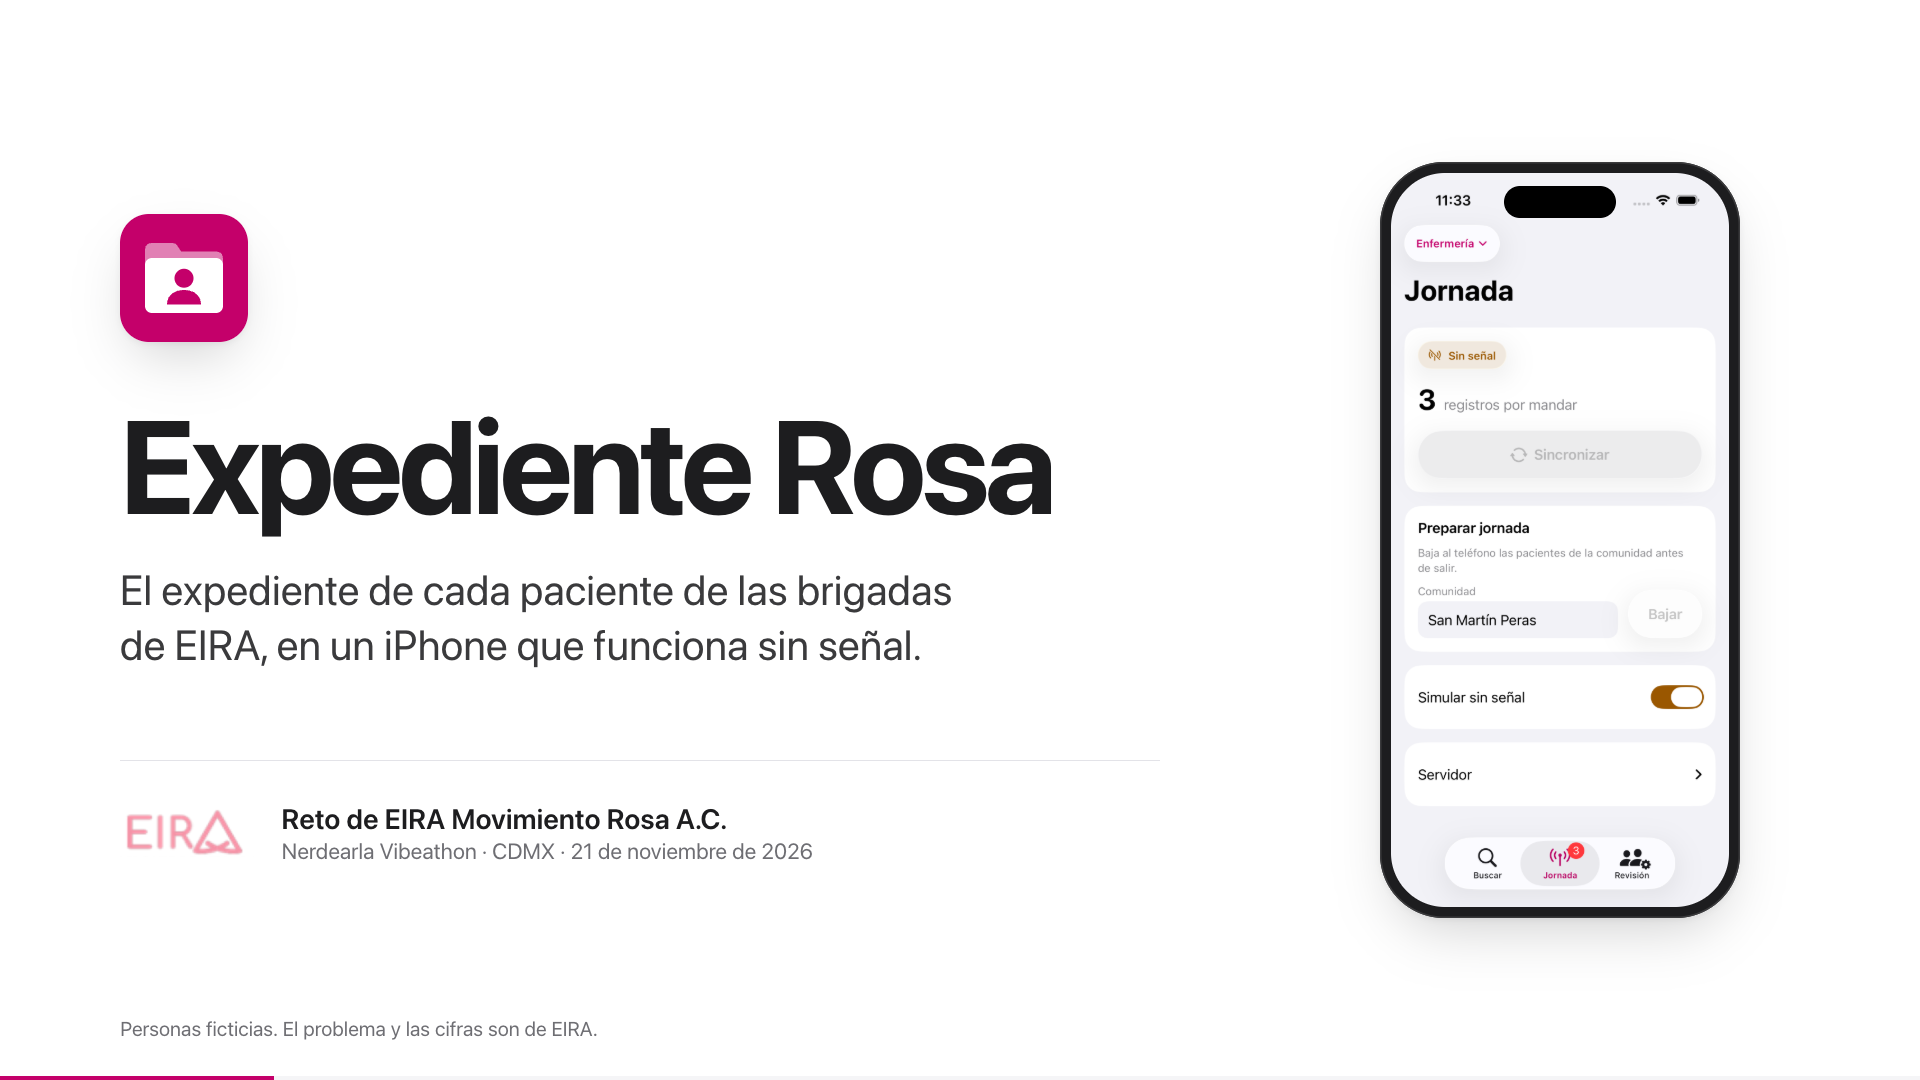 Expediente Rosa
El expediente de cada paciente de las brigadas
de EIRA, en un iPhone que funciona sin señal.
EIRA
Reto de EIRA Movimiento Rosa A.C.
Nerdearla Vibeathon · CDMX · 21 de noviembre de 2026
Personas ficticias. El problema y las cifras son de EIRA.
11:33
Enfermería
Jornada
Sin señal
3 registros por mandar
Sincronizar
Preparar jornada
Baja al teléfono las pacientes de la comunidad antes
de salir.
Comunidad
San Martín Peras
Bajar
Simular sin señal
Servidor
3
Buscar
Jornada
Revisión